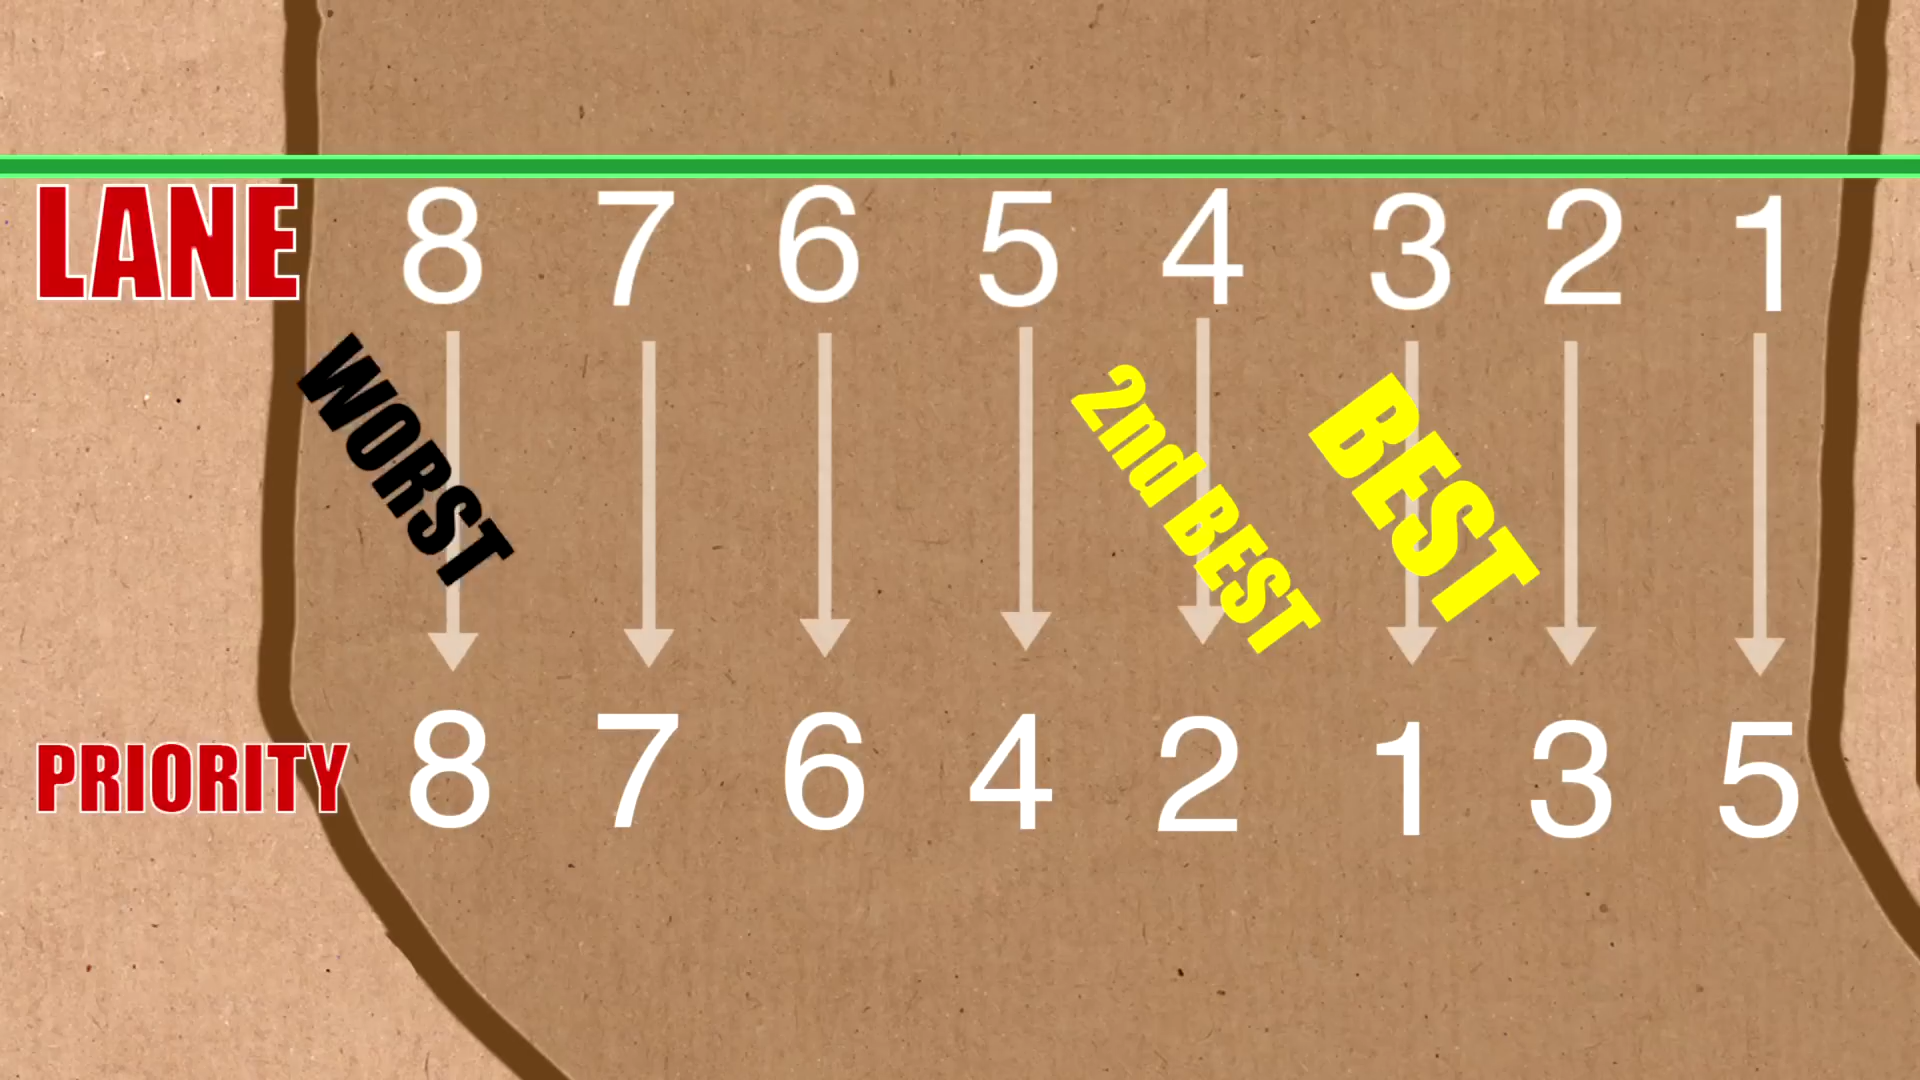 LANE 8 7 6 5 4 3 2 1
WORST
2nd BEST
BEST
PRIORITY 8 7 6 4 2 1 3 5